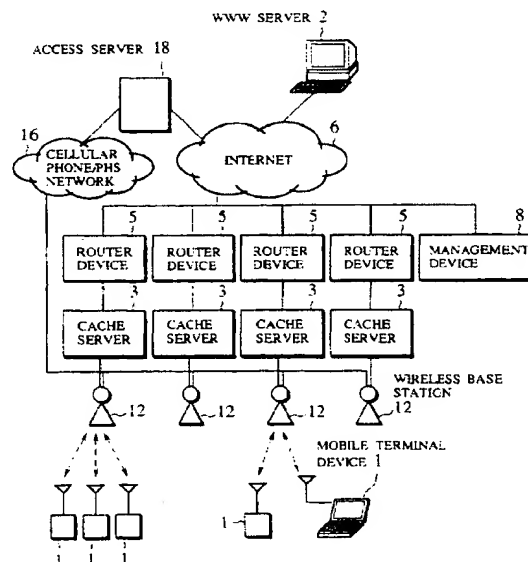 WWW SERVER 2
ACCESS SERVER 18
16
CELLULAR
PHONE/PHS
NETWORK
6
INTERNET
5 5 5 5 8
ROUTER
DEVICE
ROUTER
DEVICE
ROUTER
DEVICE
ROUTER
DEVICE
MANAGEMENT
DEVICE
3 3 3 3
CACHE
SERVER
CACHE
SERVER
CACHE
SERVER
CACHE
SERVER
WIRELESS BASE
STATION
12 12 12 12
MOBILE TERMINAL
DEVICE 1
1
1 1 1